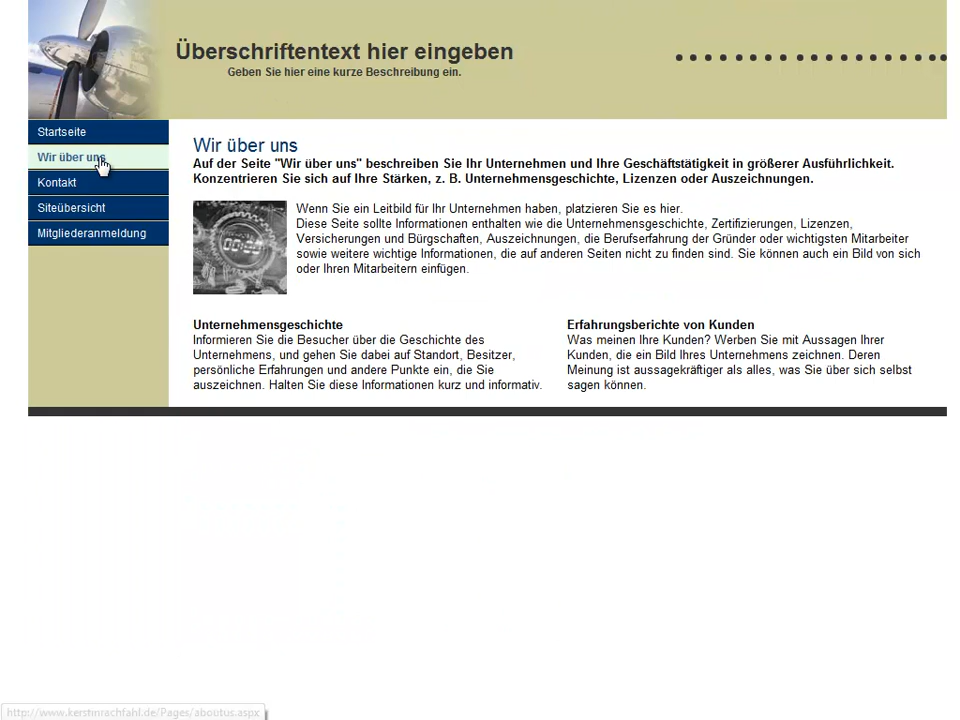 Überschriftentext hier eingeben
Geben Sie hier eine kurze Beschreibung ein.
Startseite
Wir über uns
Kontakt
Siteübersicht
Mitgliederanmeldung
Wir über uns
Auf der Seite "Wir über uns" beschreiben Sie Ihr Unternehmen und Ihre Geschäftstätigkeit in größerer Ausführlichkeit.
Konzentrieren Sie sich auf Ihre Stärken, z. B. Unternehmensgeschichte, Lizenzen oder Auszeichnungen.
Wenn Sie ein Leitbild für Ihr Unternehmen haben, platzieren Sie es hier.
Diese Seite sollte Informationen enthalten wie die Unternehmensgeschichte, Zertifizierungen, Lizenzen,
Versicherungen und Bürgschaften, Auszeichnungen, die Berufserfahrung der Gründer oder wichtigsten Mitarbeiter
sowie weitere wichtige Informationen, die auf anderen Seiten nicht zu finden sind. Sie können auch ein Bild von sich
oder Ihren Mitarbeitern einfügen.
Unternehmensgeschichte
Informieren Sie die Besucher über die Geschichte des
Unternehmens, und gehen Sie dabei auf Standort, Besitzer,
persönliche Erfahrungen und andere Punkte ein, die Sie
auszeichnen. Halten Sie diese Informationen kurz und informativ.
Erfahrungsberichte von Kunden
Was meinen Ihre Kunden? Werben Sie mit Aussagen Ihrer
Kunden, die ein Bild Ihres Unternehmens zeichnen. Deren
Meinung ist aussagekräftiger als alles, was Sie über sich selbst
sagen können.
http://www.kerstinrachfahl.de/Pages/aboutus.aspx